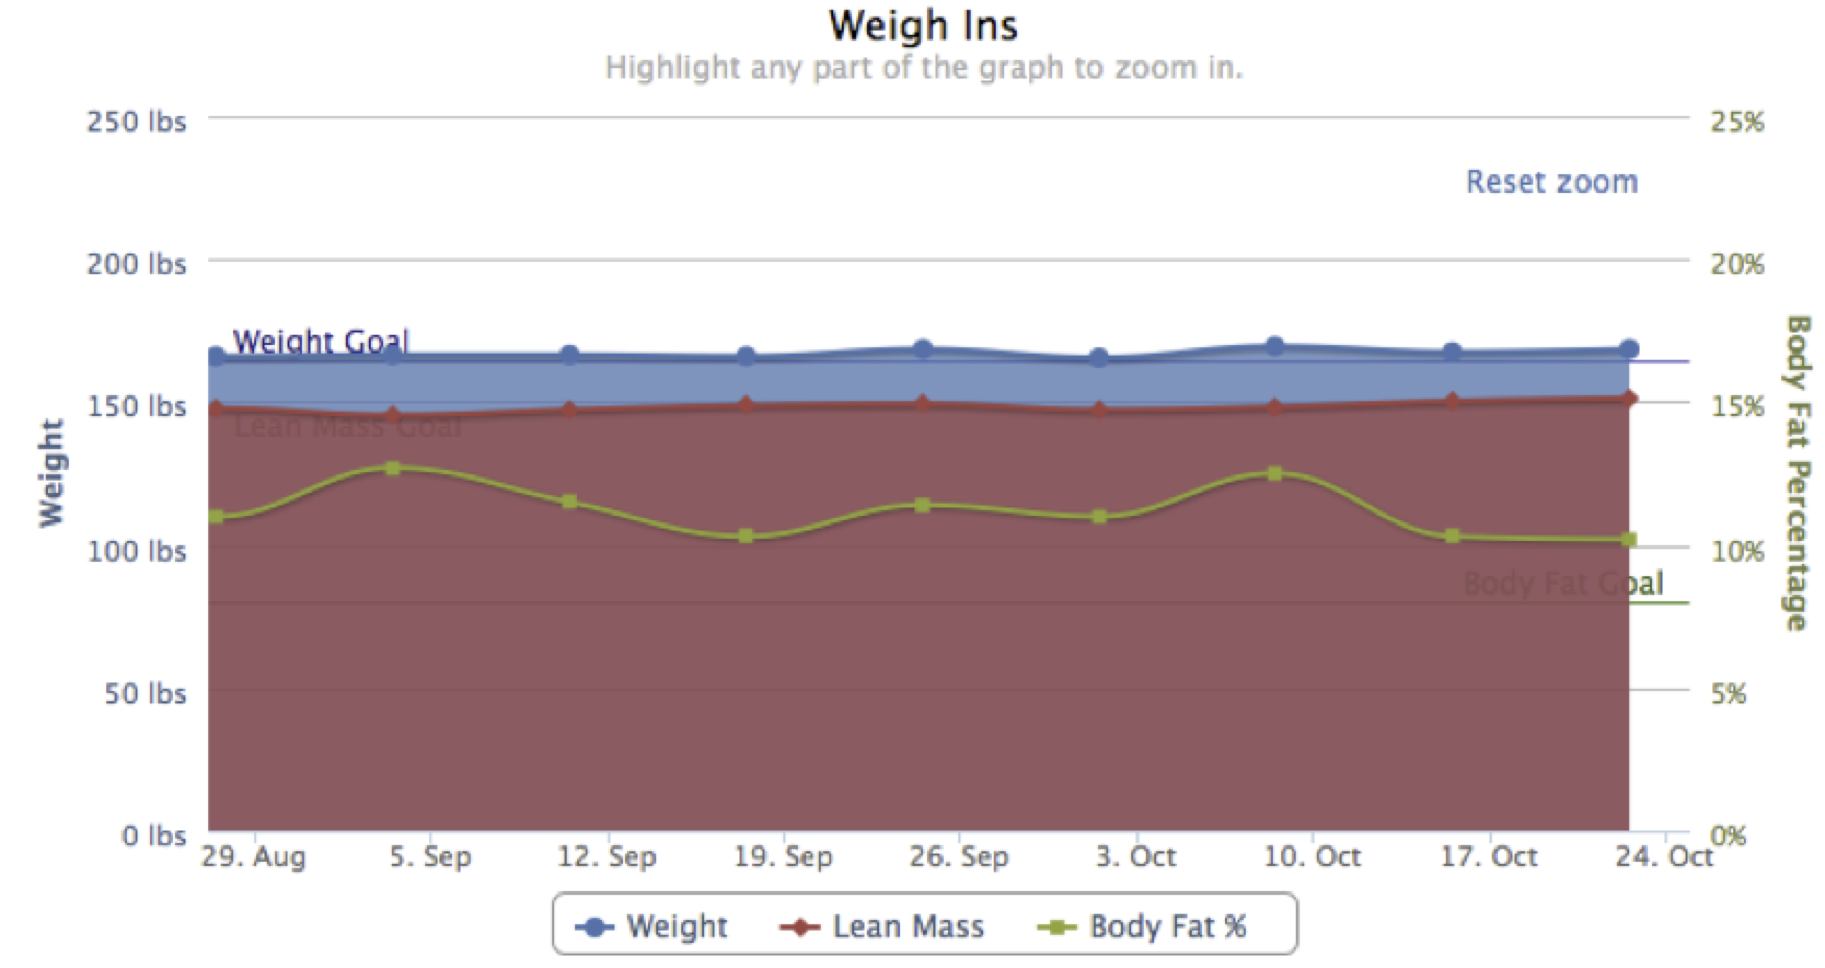 Weigh Ins
Highlight any part of the graph to zoom in.
250 lbs
25%
Reset zoom
200 lbs
20%
Weight Goal
150 lbs
15%
Lean Mass Goal
Weight
Body Fat Percentage
100 lbs
10%
Body Fat Goal
50 lbs
5%
0 lbs
0%
29. Aug 5. Sep 12. Sep 19. Sep 26. Sep 3. Oct 10. Oct 17. Oct 24. Oct
Weight Lean Mass Body Fat %